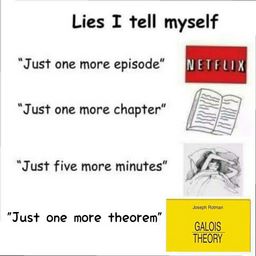 Lies I tell myself
"Just one more episode"
NETFLIX
"Just one more chapter"
"Just five more minutes"
"Just one more theorem"
Joseph Rotman
GALOIS
THEORY